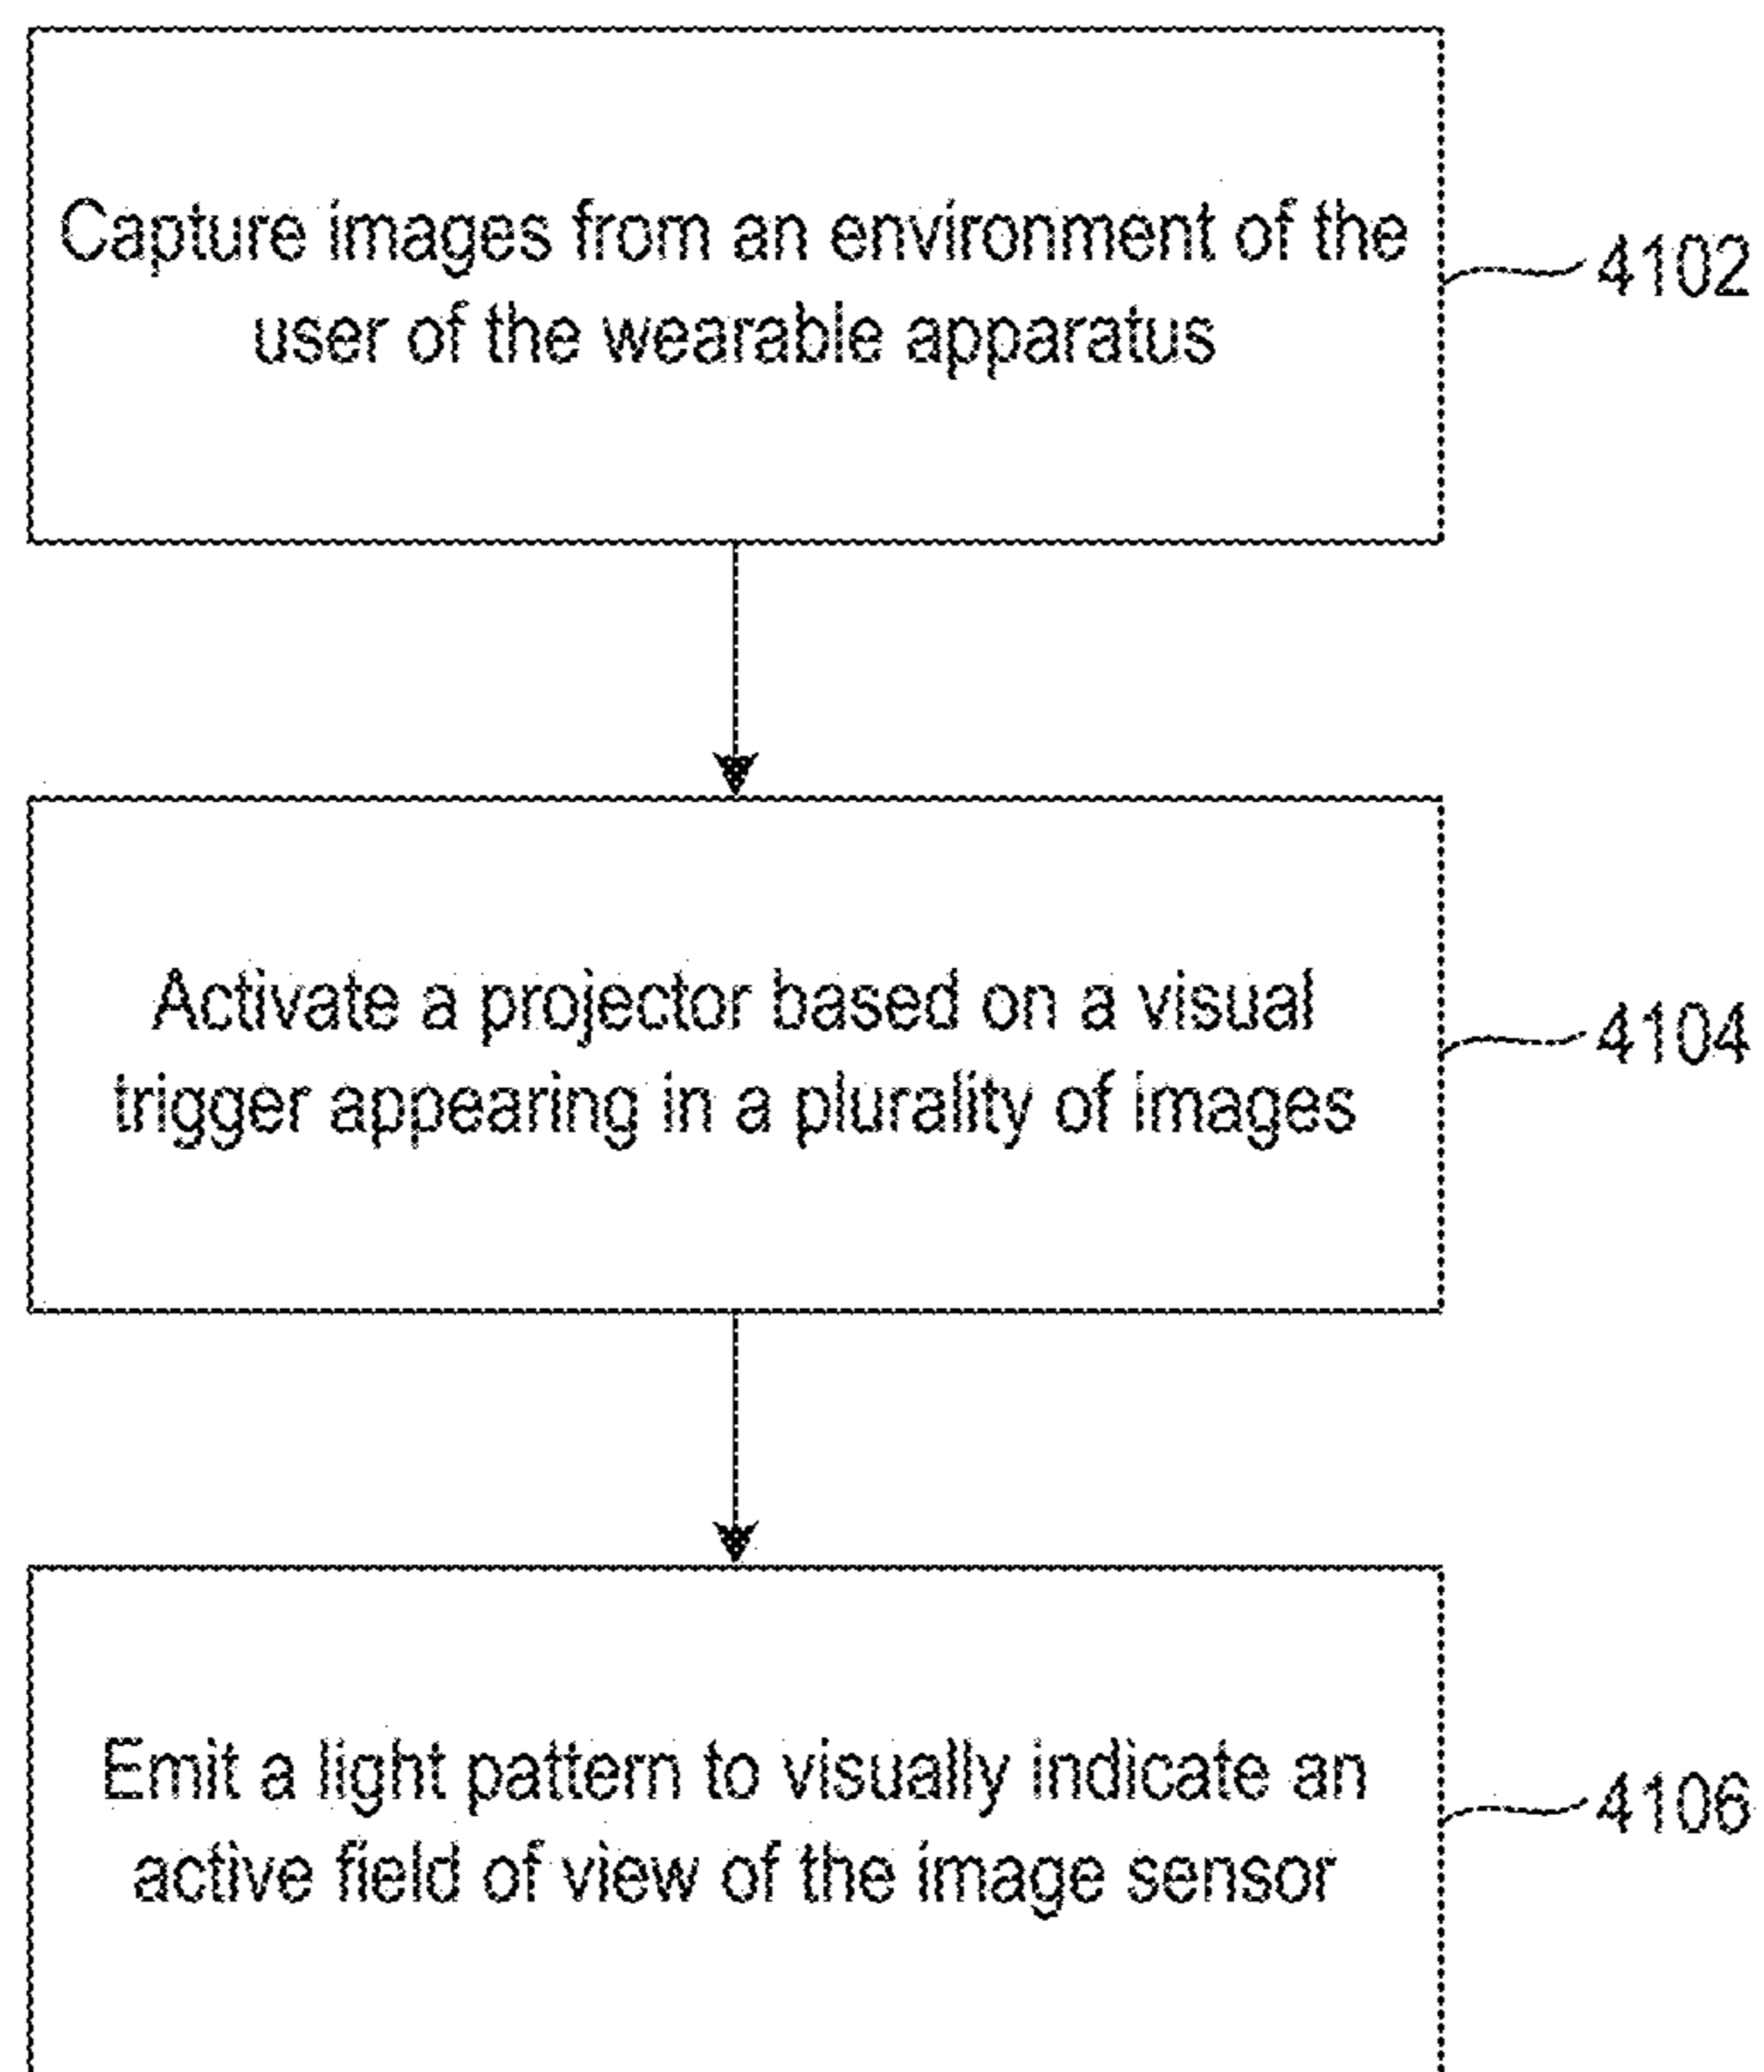 Capture images from an environment of the
user of the wearable apparatus
4102
Activate a projector based on a visual
trigger appearing in a plurality of images
4104
Emit a light pattern to visually indicate an
active field of view of the image sensor
4106